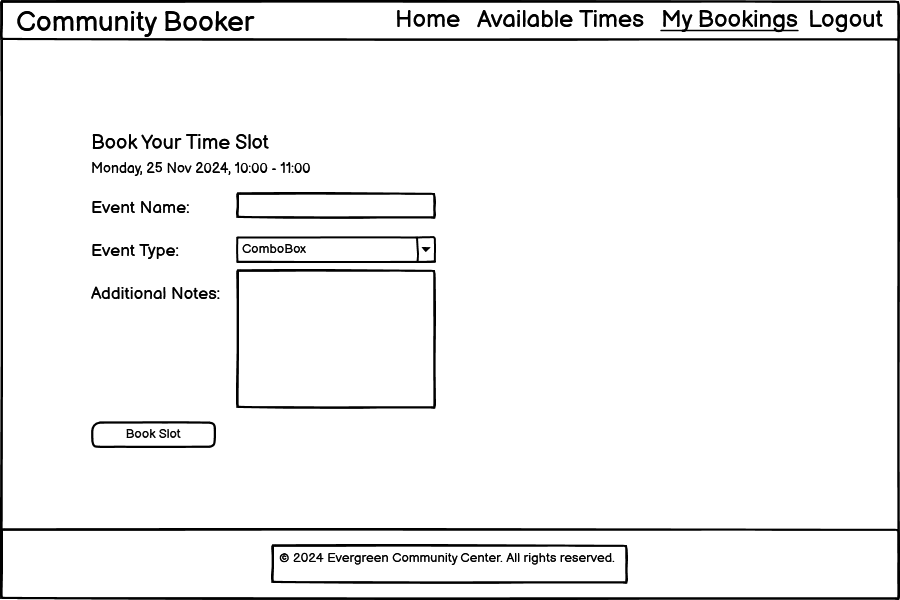 Community Booker
Home Available Times My Bookings Logout
Book Your Time Slot
Monday, 25 Nov 2024, 10:00 - 11:00
Event Name:
Event Type: ComboBox
Additional Notes:
Book Slot
© 2024 Evergreen Community Center. All rights reserved.